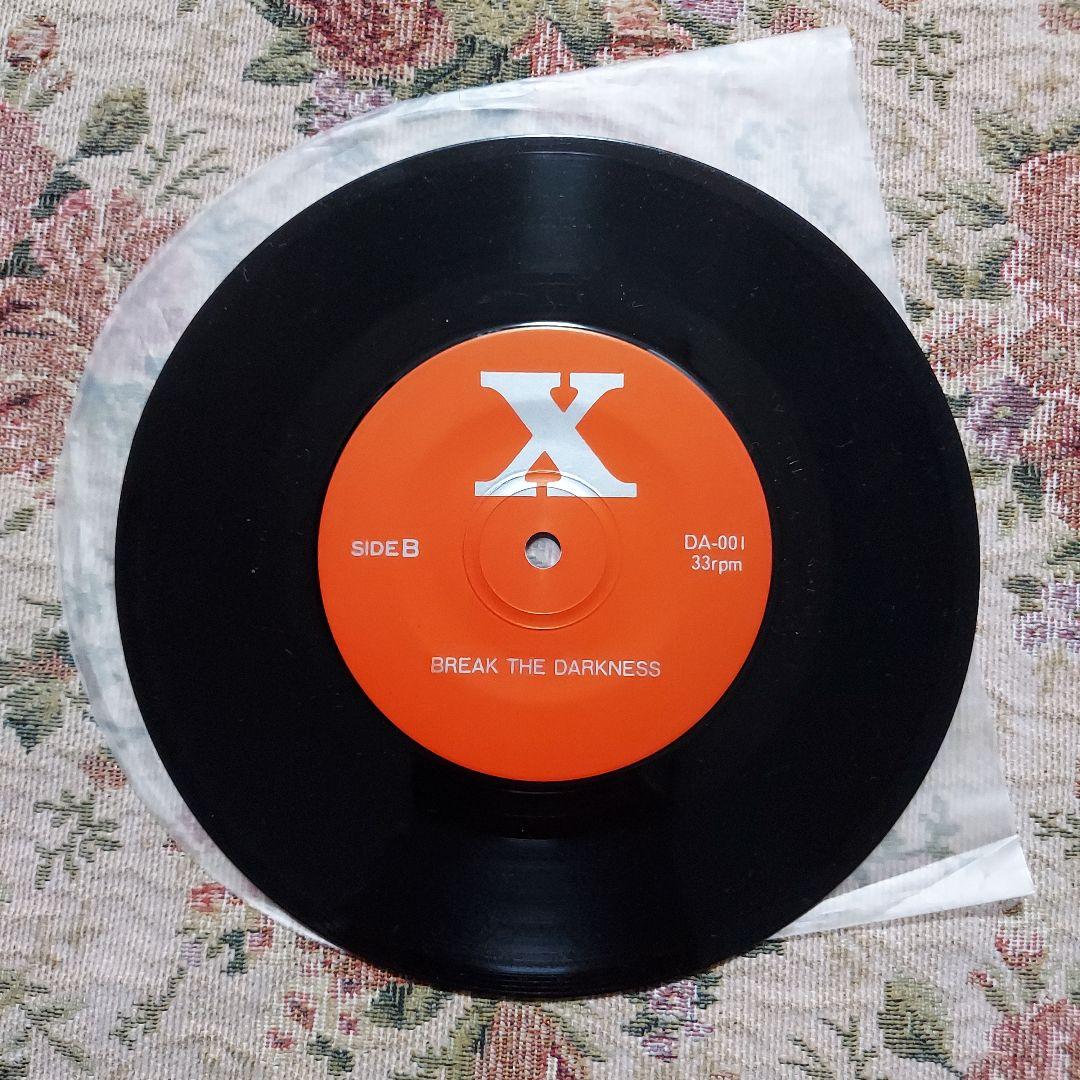 X
SIDE B
DA-001
33rpm
BREAK THE DARKNESS